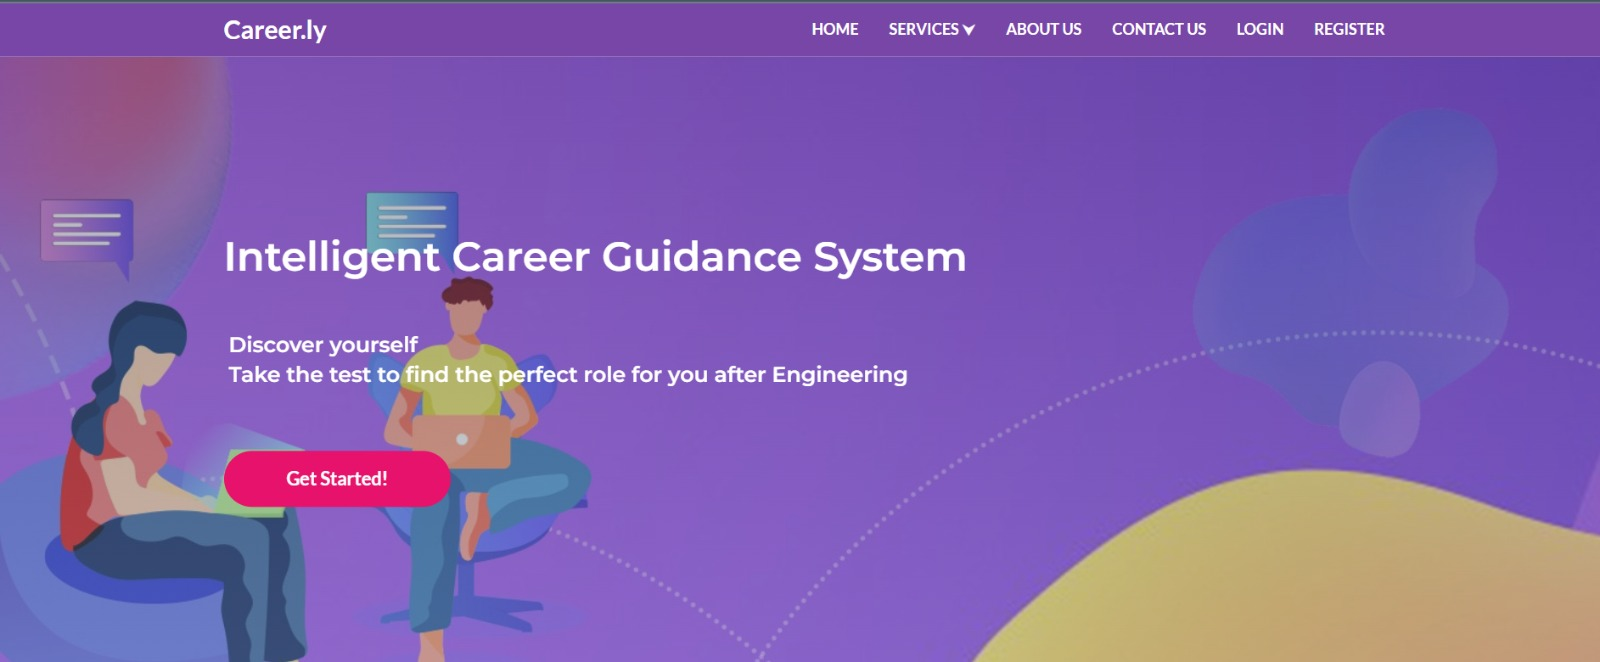 Career.ly
HOME SERVICES ABOUT US CONTACT US LOGIN REGISTER
Intelligent Career Guidance System
Discover yourself
Take the test to find the perfect role for you after Engineering
Get Started!